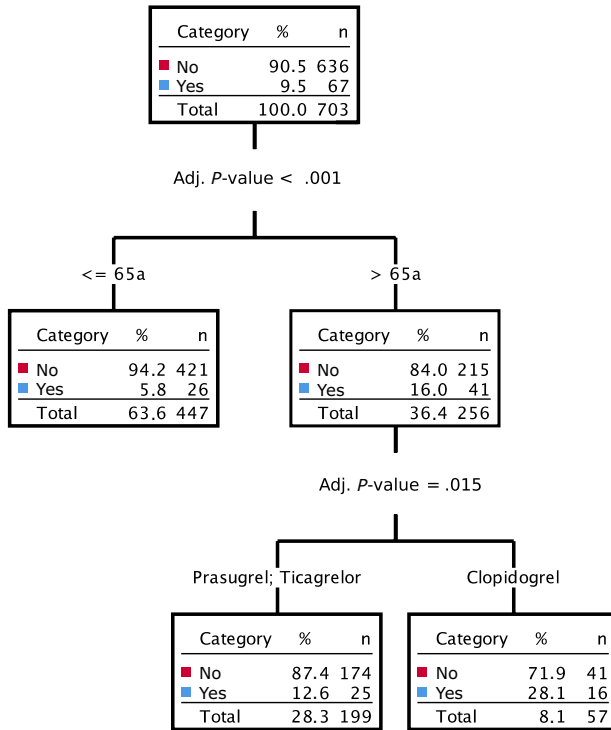 Category % n
No 90.5 636
Yes 9.5 67
Total 100.0 703
Adj. P-value < .001
<= 65a
> 65a
Category % n
No 94.2 421
Yes 5.8 26
Total 63.6 447
Category % n
No 84.0 215
Yes 16.0 41
Total 36.4 256
Adj. P-value = .015
Prasugrel; Ticagrelor
Clopidogrel
Category % n
No 87.4 174
Yes 12.6 25
Total 28.3 199
Category % n
No 71.9 41
Yes 28.1 16
Total 8.1 57